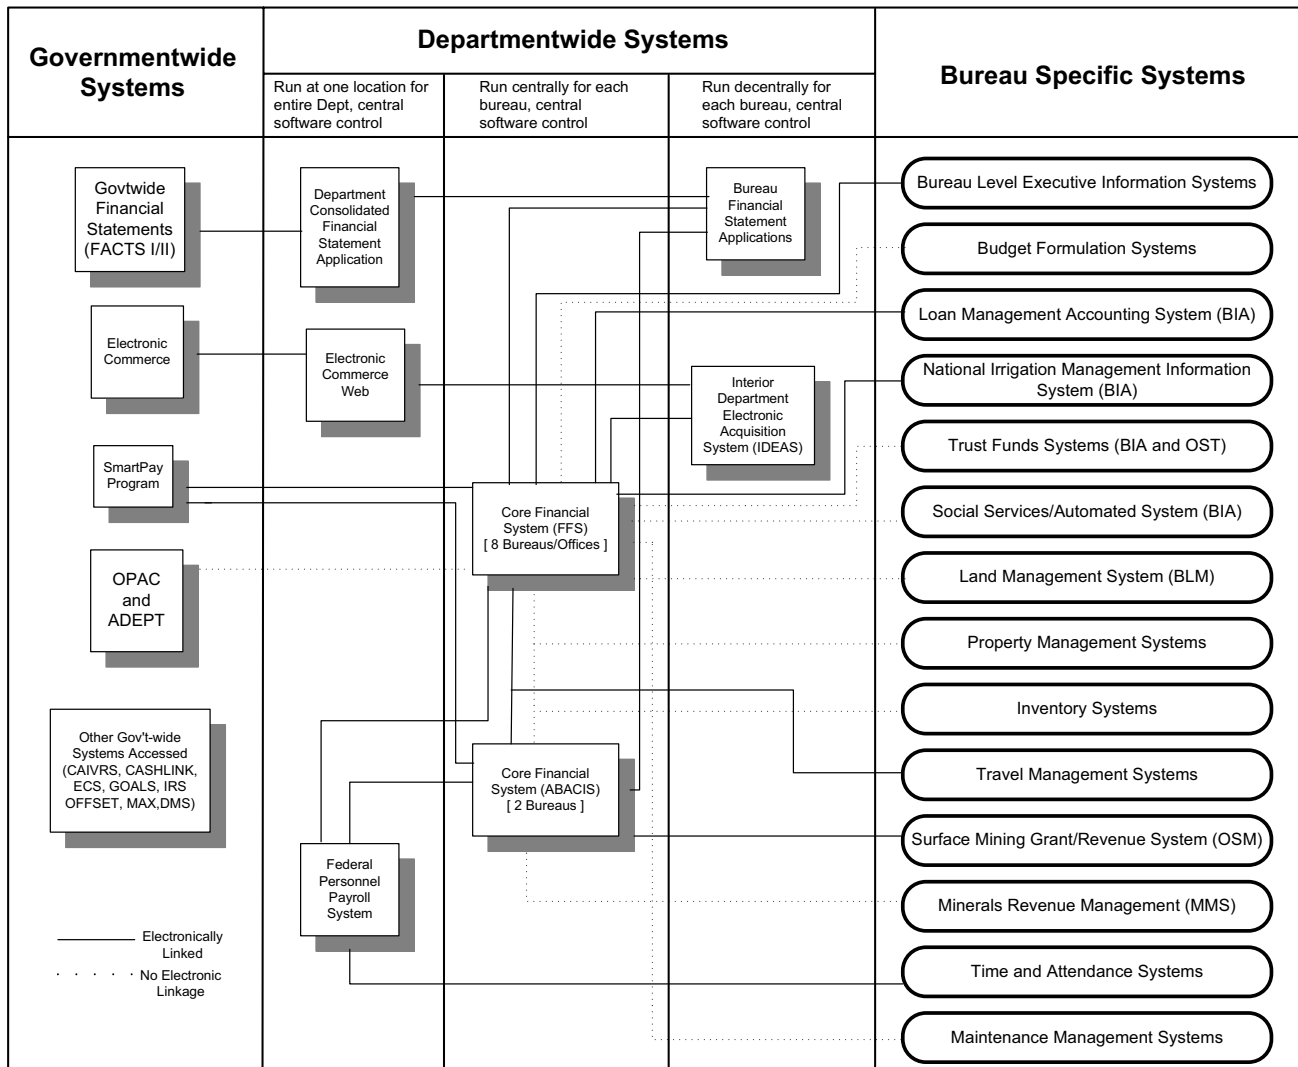 Governmentwide
Systems
Departmentwide Systems
Bureau Specific Systems
Run at one location for
entire Dept, central
software control
Run centrally for each
bureau, central
software control
Run decentrally for
each bureau, central
software control
Govtwide
Financial
Statements
(FACTS I/II)
Electronic
Commerce
SmartPay
Program
OPAC
and
ADEPT
Other Gov't-wide
Systems Accessed
(CAIVRS, CASHLINK,
ECS, GOALS, IRS
OFFSET, MAX,DMS)
Electronically
Linked
No Electronic
Linkage
Department
Consolidated
Financial
Statement
Application
Electronic
Commerce
Web
Federal
Personnel
Payroll
System
Core Financial
System (FFS)
[ 8 Bureaus/Offices ]
Core Financial
System (ABACIS)
[ 2 Bureaus ]
Bureau
Financial
Statement
Applications
Interior
Department
Electronic
Acquisition
System (IDEAS)
Bureau Level Executive Information Systems
Budget Formulation Systems
Loan Management Accounting System (BIA)
National Irrigation Management Information
System (BIA)
Trust Funds Systems (BIA and OST)
Social Services/Automated System (BIA)
Land Management System (BLM)
Property Management Systems
Inventory Systems
Travel Management Systems
Surface Mining Grant/Revenue System (OSM)
Minerals Revenue Management (MMS)
Time and Attendance Systems
Maintenance Management Systems